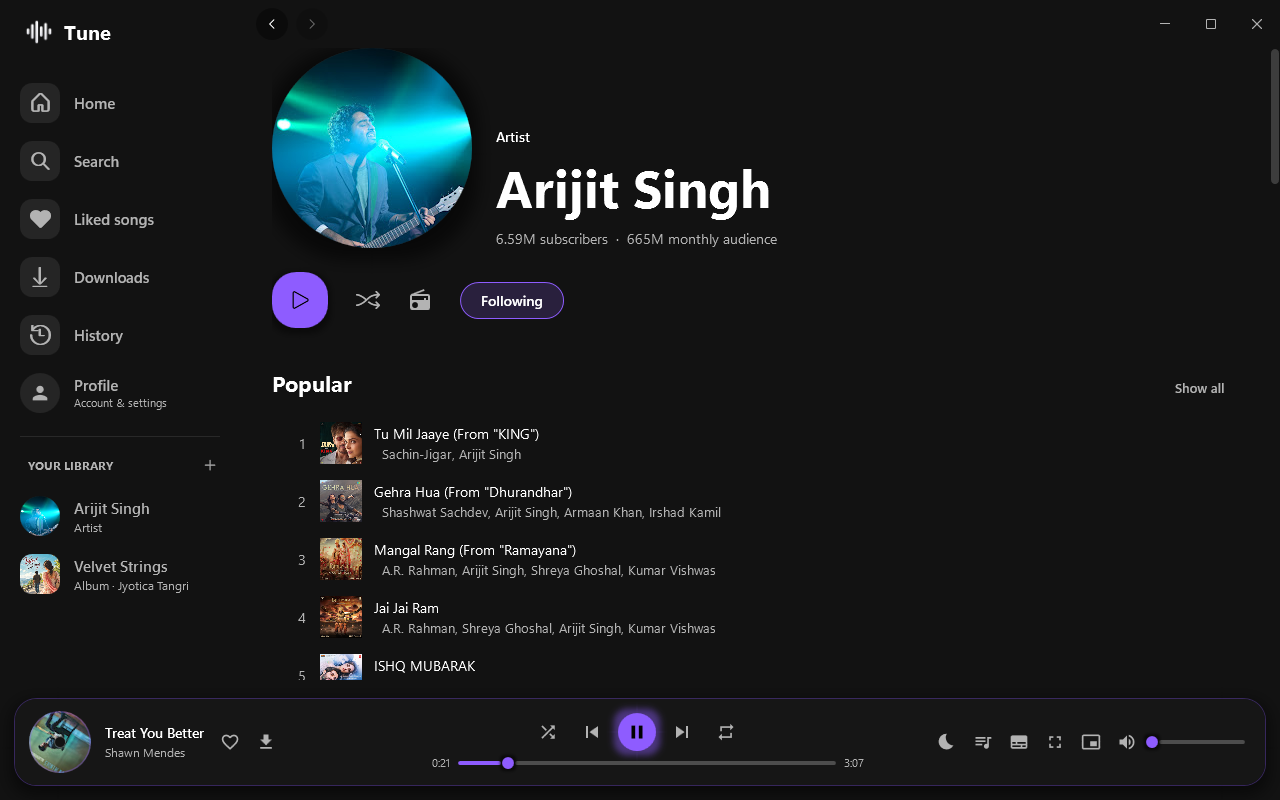 Tune
Home
Search
Liked songs
Downloads
History
Profile
Account & settings
YOUR LIBRARY
Arijit Singh
Artist
Velvet Strings
Album · Jyotica Tangri
Artist
Arijit Singh
6.59M subscribers · 665M monthly audience
Following
Popular
Show all
1
Tu Mil Jaaye (From "KING")
Sachin-Jigar, Arijit Singh
2
GEHRA HUA
Gehra Hua (From "Dhurandhar")
Shashwat Sachdev, Arijit Singh, Armaan Khan, Irshad Kamil
3
Mangal Rang (From "Ramayana")
A.R. Rahman, Arijit Singh, Shreya Ghoshal, Kumar Vishwas
4
Jai Jai Ram
A.R. Rahman, Shreya Ghoshal, Arijit Singh, Kumar Vishwas
5
ISHQ MUBARAK
Treat You Better
Shawn Mendes
0:21
3:07